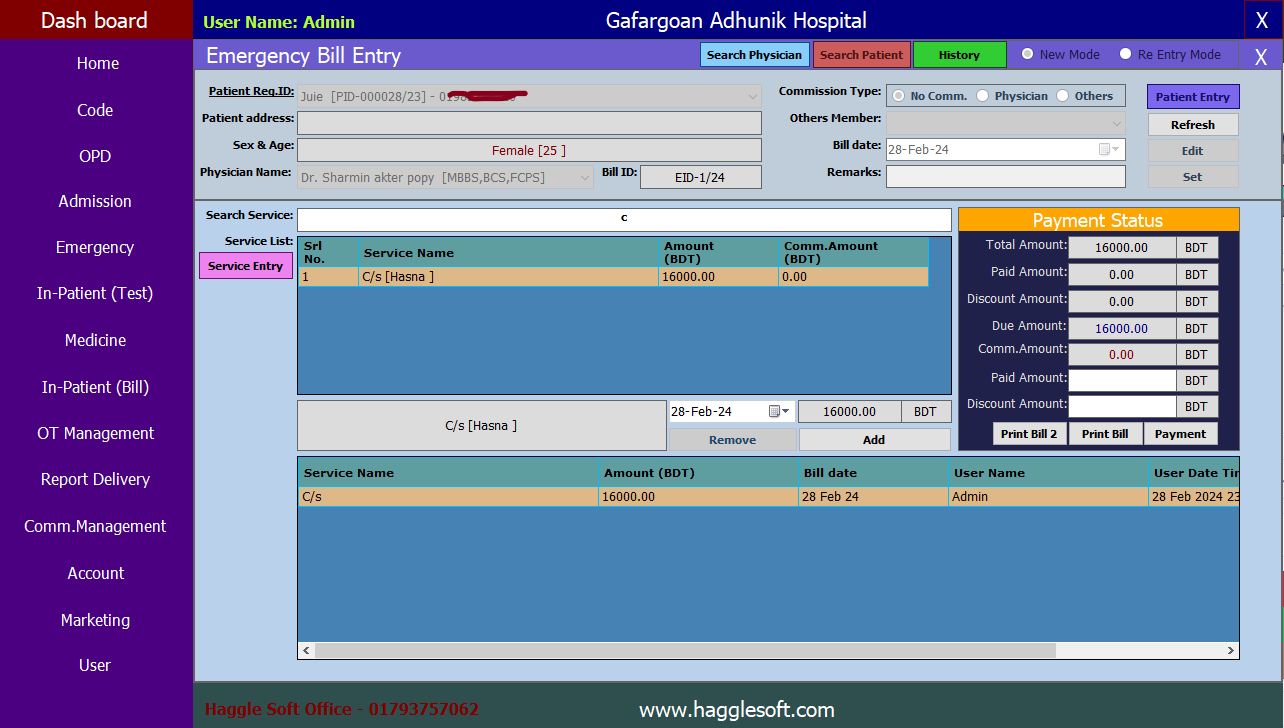 Dash board
User Name: Admin
Gafargoan Adhunik Hospital
X
Emergency Bill Entry
Search Physician
Search Patient
History
New Mode
Re Entry Mode
X
Home
Code
OPD
Admission
Emergency
In-Patient (Test)
Medicine
In-Patient (Bill)
OT Management
Report Delivery
Comm.Management
Account
Marketing
User
Patient Reg.ID:
Juie [PID-000028/23] -
Commission Type:
No Comm.
Physician
Others
Patient Entry
Patient address:
Others Member:
Refresh
Sex & Age:
Female [25 ]
Bill date:
28-Feb-24
Edit
Physician Name:
Dr. Sharmin akter popy [MBBS,BCS,FCPS]
Bill ID:
EID-1/24
Remarks:
Set
Search Service:
c
Service List:
Service Entry
Srl No.
Service Name
Amount (BDT)
Comm.Amount (BDT)
1
C/s [Hasna ]
16000.00
0.00
Payment Status
Total Amount: 16000.00 BDT
Paid Amount: 0.00 BDT
Discount Amount: 0.00 BDT
Due Amount: 16000.00 BDT
Comm.Amount: 0.00 BDT
Paid Amount: BDT
Discount Amount: BDT
Print Bill 2
Print Bill
Payment
C/s [Hasna ]
28-Feb-24
16000.00
BDT
Remove
Add
Service Name
Amount (BDT)
Bill date
User Name
User Date Tir
C/s
16000.00
28 Feb 24
Admin
28 Feb 2024 23
Haggle Soft Office - 01793757062
www.hagglesoft.com